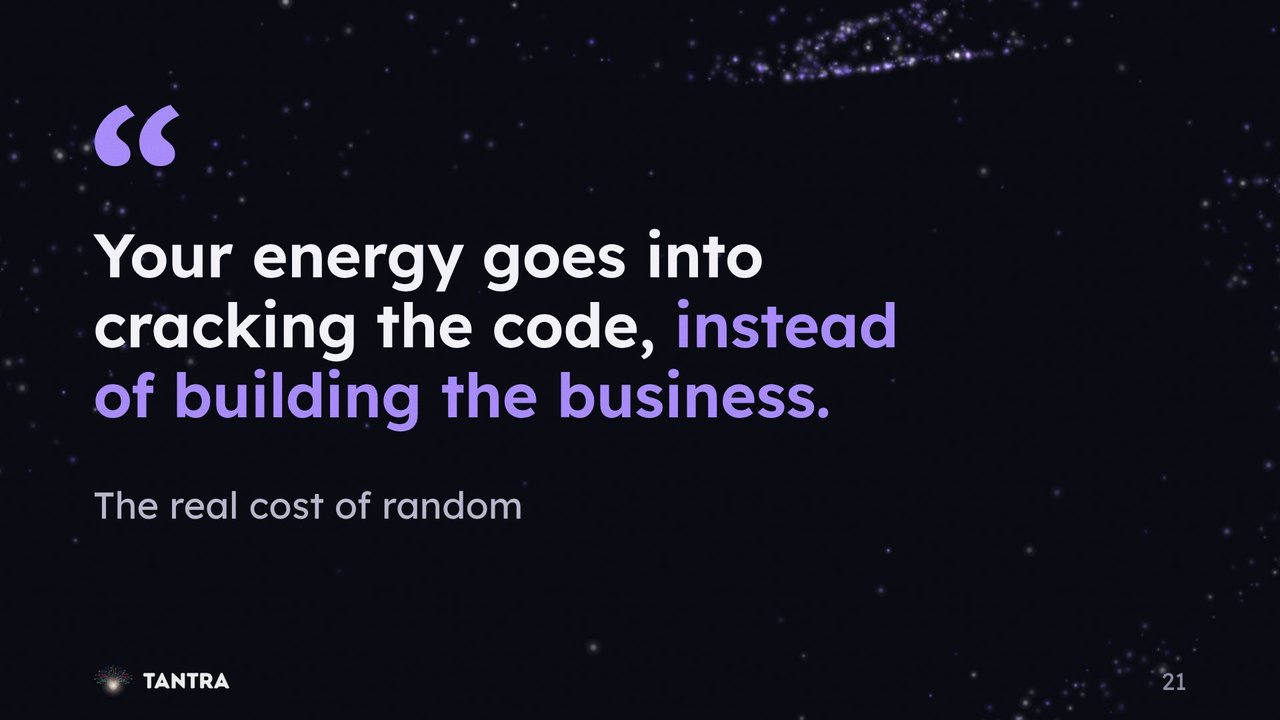 “
Your energy goes into
cracking the code, instead
of building the business.
The real cost of random
TANTRA
21